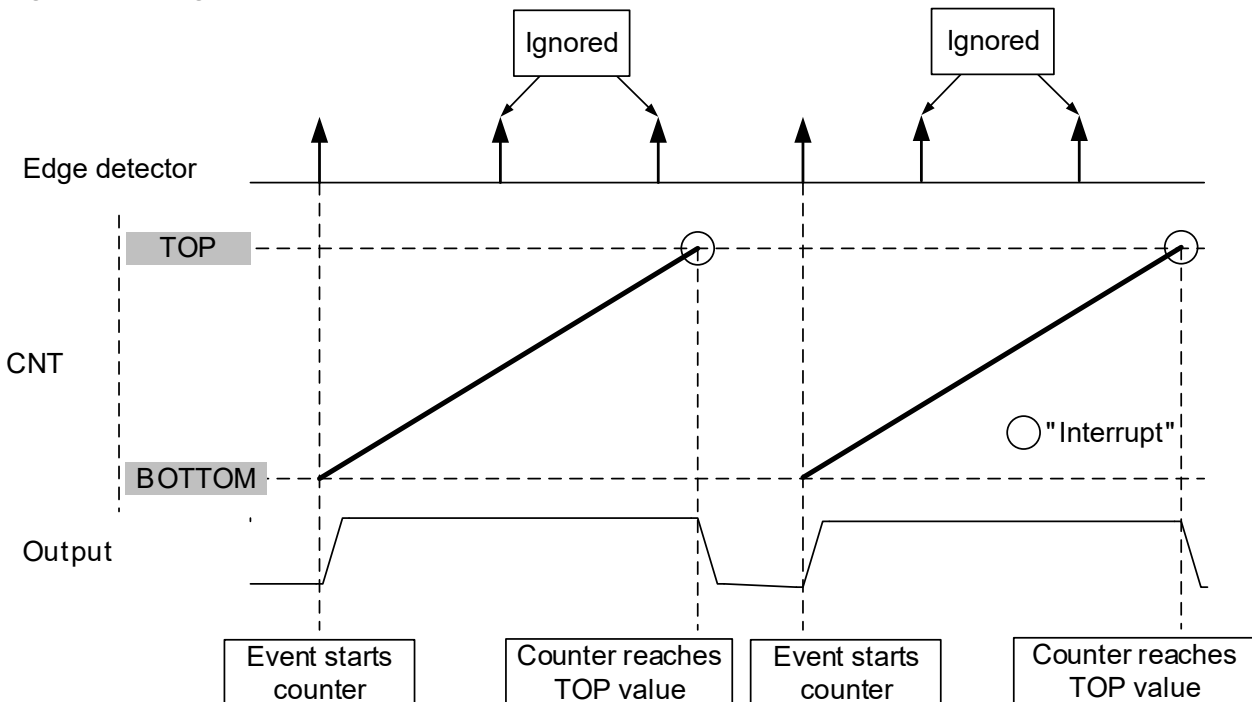 Ignored
Ignored
Edge detector
TOP
CNT
"Interrupt"
BOTTOM
Output
Event starts
counter
Counter reaches
TOP value
Event starts
counter
Counter reaches
TOP value